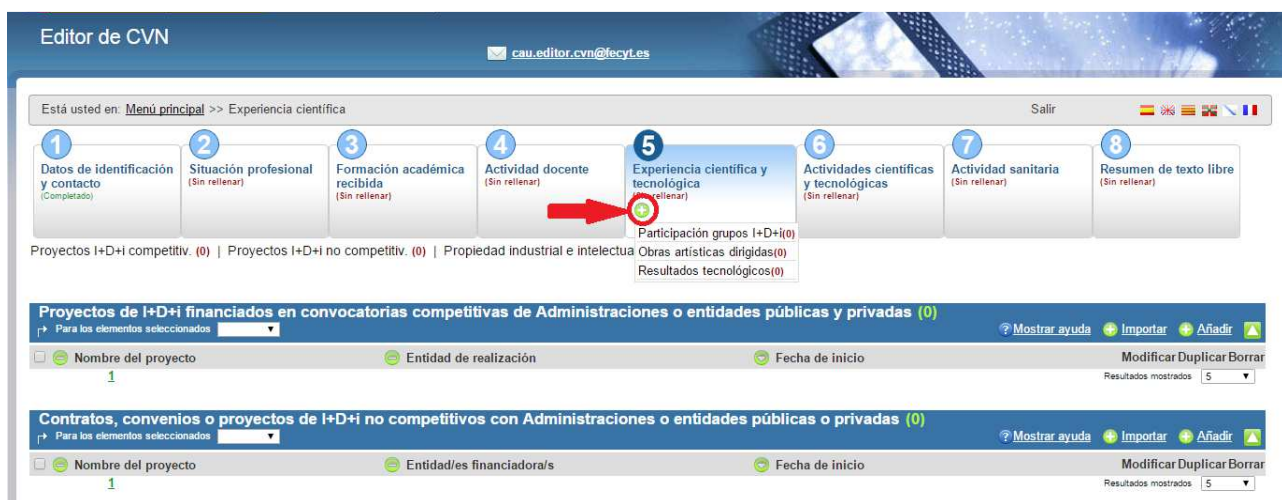 Editor de CVN
cau.editor.cvn@fecyt.es
Está usted en: Menú principal >> Experiencia científica
Salir
1
Datos de identificación
y contacto
(Completado)
2
Situación profesional
(Sin rellenar)
3
Formación académica
recibida
(Sin rellenar)
4
Actividad docente
(Sin rellenar)
5
Experiencia científica y
tecnológica
(Sin rellenar)
6
Actividades científicas
y tecnológicas
(Sin rellenar)
7
Actividad sanitaria
(Sin rellenar)
8
Resumen de texto libre
(Sin rellenar)
Participación grupos I+D+i(0)
Obras artísticas dirigidas(0)
Resultados tecnológicos(0)
Proyectos I+D+i competitiv. (0) | Proyectos I+D+i no competitiv. (0) | Propiedad industrial e intelectua
Proyectos de I+D+i financiados en convocatorias competitivas de Administraciones o entidades públicas y privadas (0)
Para los elementos seleccionados
Mostrar ayuda Importar Añadir
Nombre del proyecto Entidad de realización Fecha de inicio Modificar Duplicar Borrar
1
Resultados mostrados 5
Contratos, convenios o proyectos de I+D+i no competitivos con Administraciones o entidades públicas o privadas (0)
Para los elementos seleccionados
Mostrar ayuda Importar Añadir
Nombre del proyecto Entidad/es financiadora/s Fecha de inicio Modificar Duplicar Borrar
1
Resultados mostrados 5